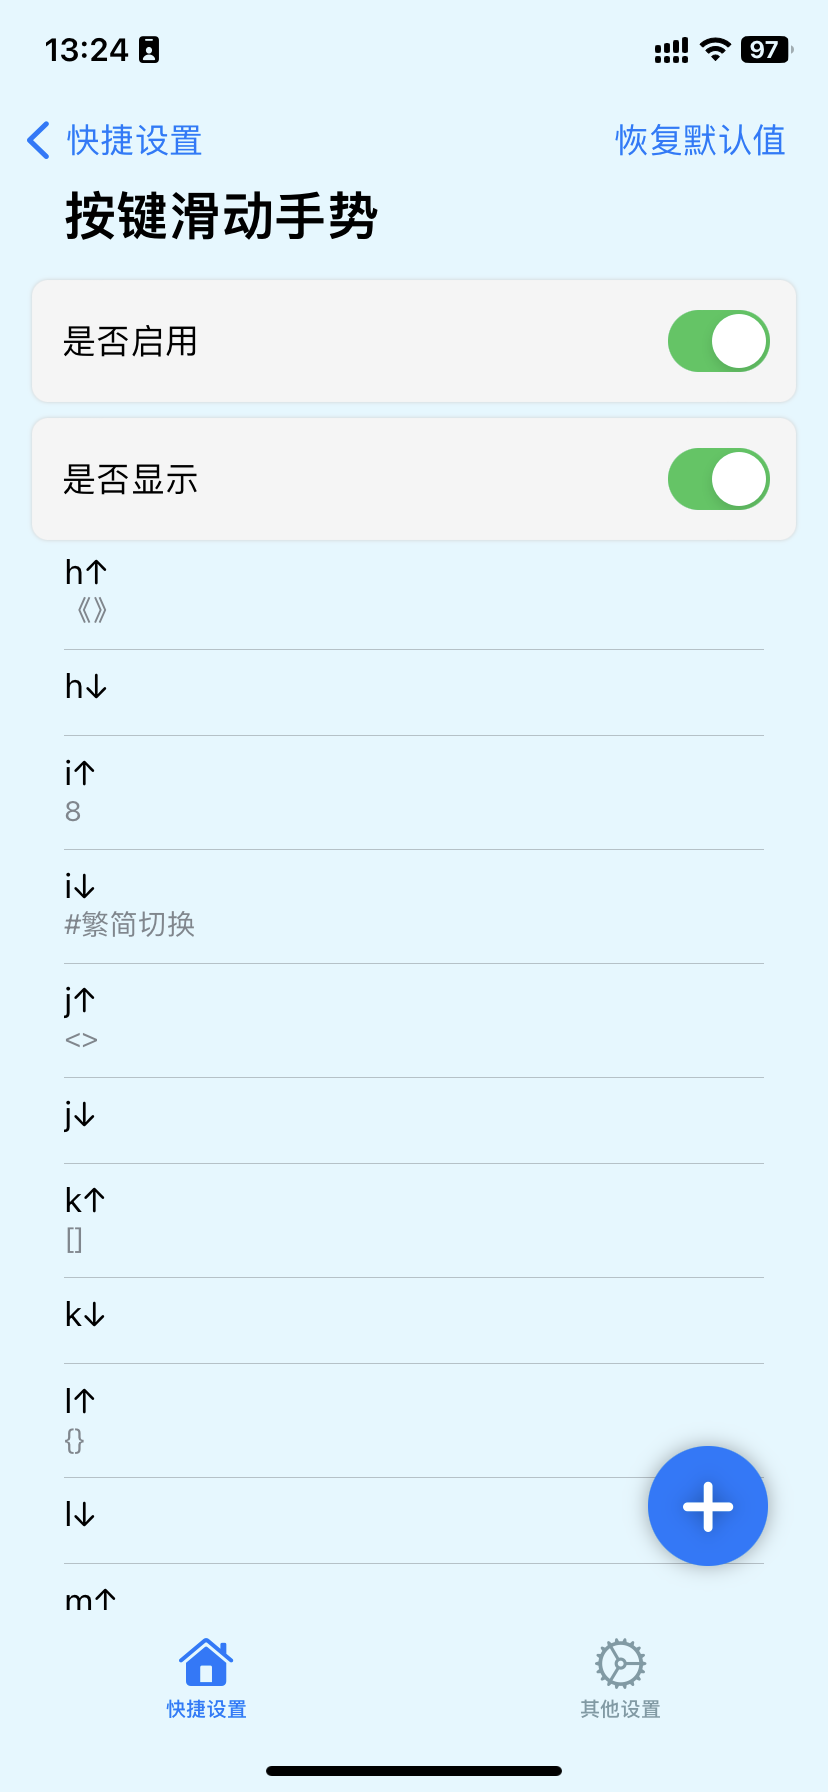 13:24
97
快捷设置
恢复默认值
按键滑动手势
是否启用
是否显示
h↑
《》
h↓
i↑
8
i↓
#繁简切换
j↑
<>
j↓
k↑
[]
k↓
l↑
{}
l↓
m↑
快捷设置
其他设置